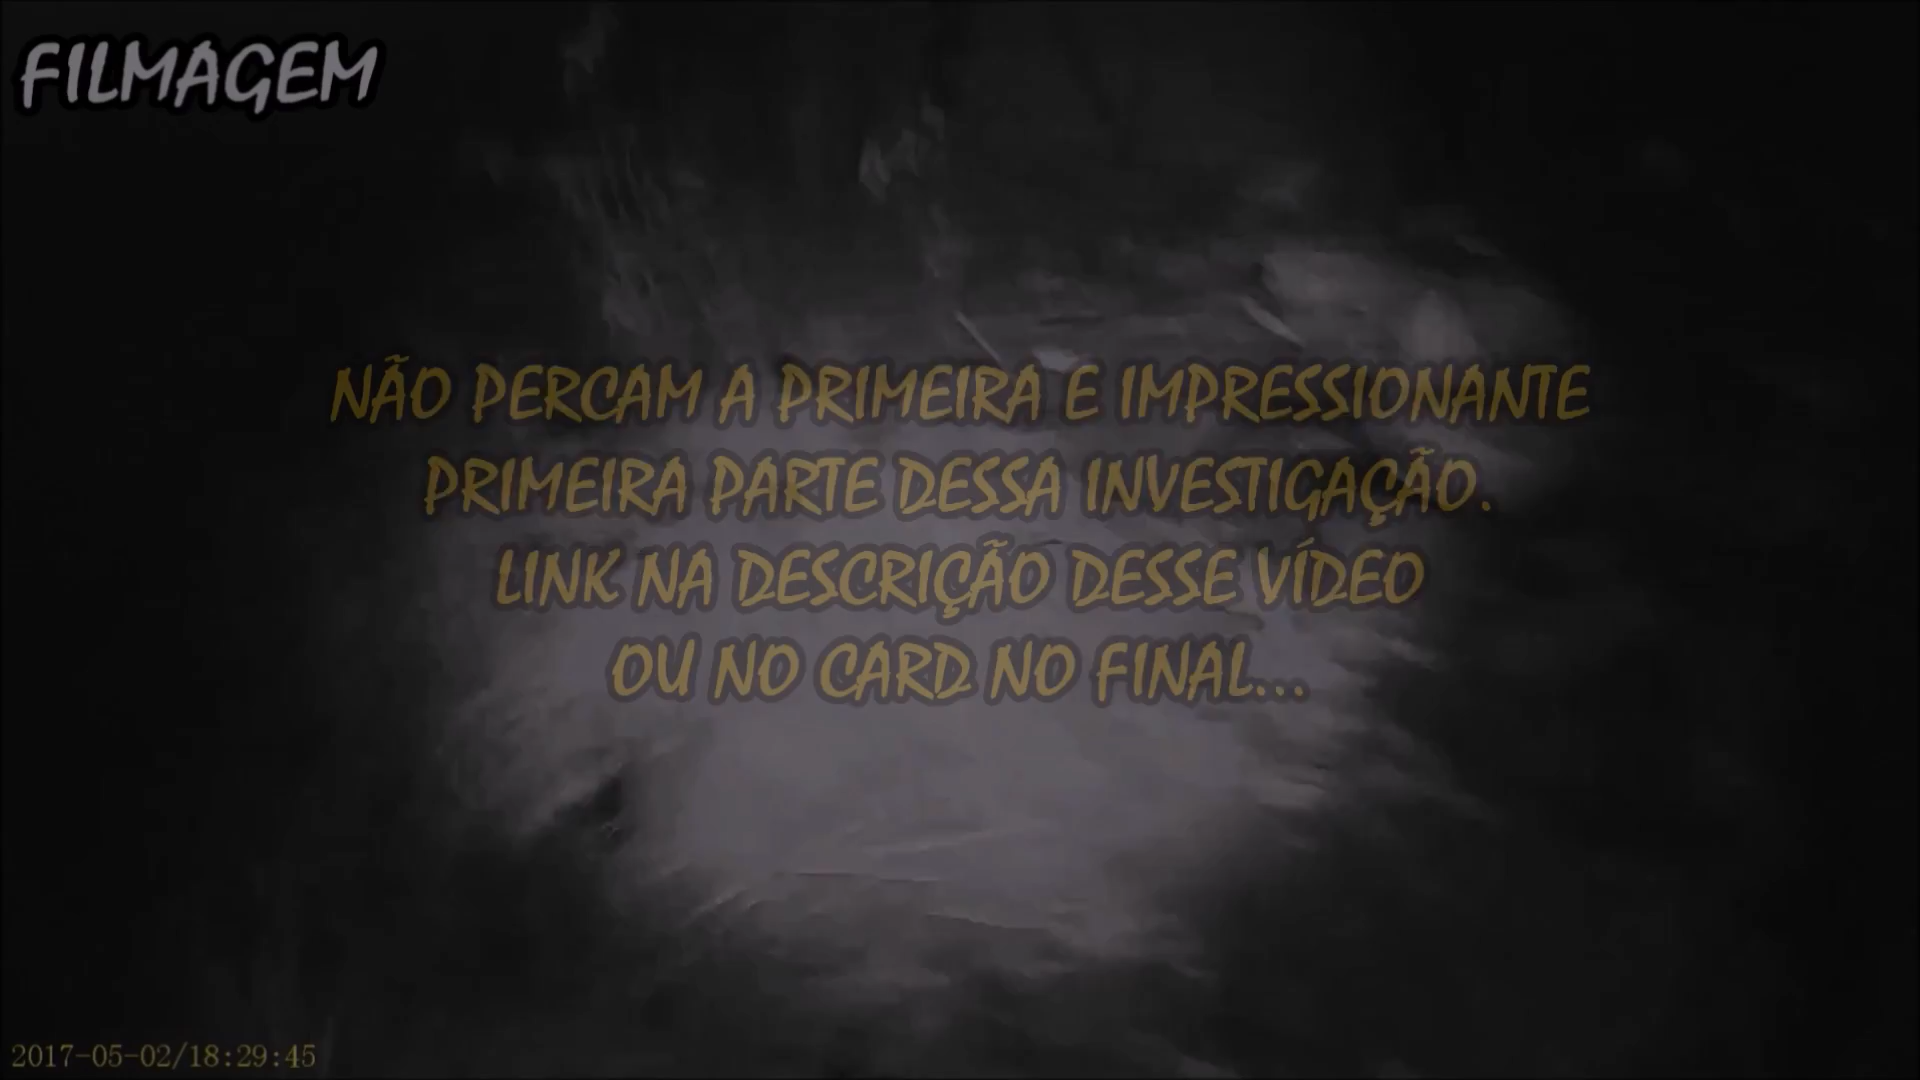 FILMAGEM
NÃO PERCAM A PRIMEIRA E IMPRESSIONANTE
PRIMEIRA PARTE DESSA INVESTIGAÇÃO.
LINK NA DESCRIÇÃO DESSE VÍDEO
OU NO CARD NO FINAL...
2017-05-02/18:29:45